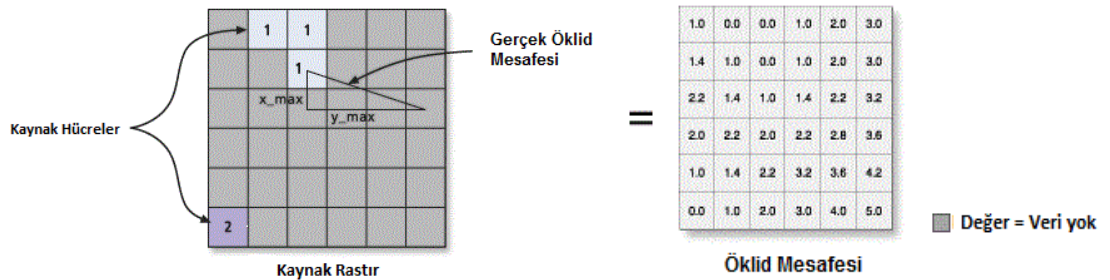 Kaynak Hücreler
1 1
1
2
x_max
y_max
Gerçek Öklid
Mesafesi
Kaynak Rastır
=
1.0 0.0 0.0 1.0 2.0 3.0
1.4 1.0 0.0 1.0 2.0 3.0
2.2 1.4 1.0 1.4 2.2 3.2
2.0 2.2 2.0 2.2 2.8 3.6
1.0 1.4 2.2 3.2 3.6 4.2
0.0 1.0 2.0 3.0 4.0 5.0
Öklid Mesafesi
Değer = Veri yok